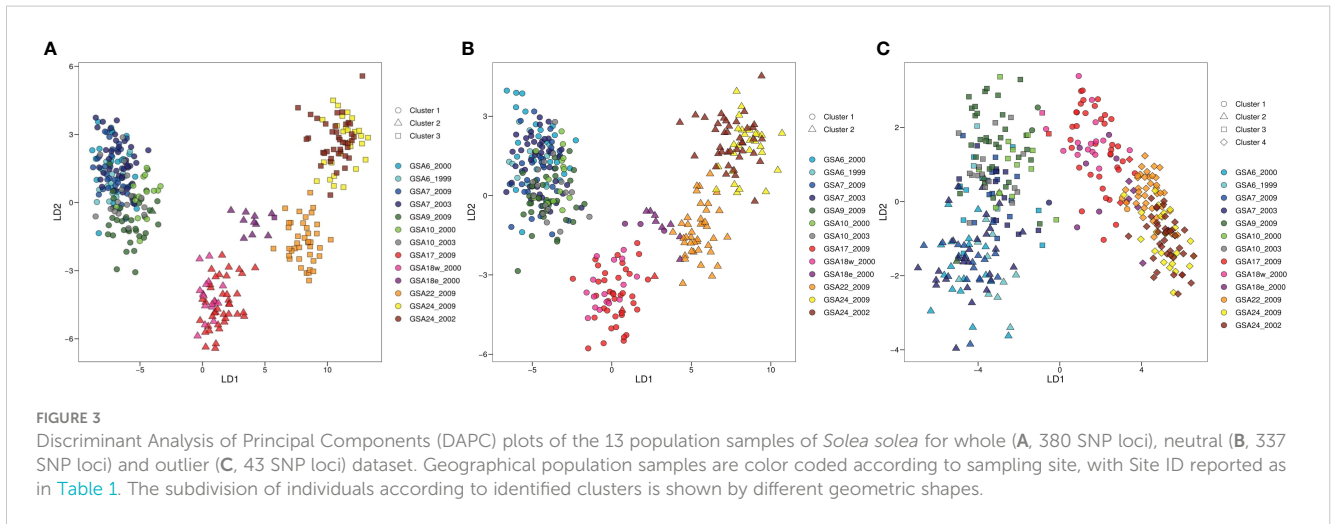 A
6
3
0
−3
−6
LD2
−5
0
5
10
LD1
Cluster 1
Cluster 2
Cluster 3
GSA6_2000
GSA6_1999
GSA7_2009
GSA7_2003
GSA9_2009
GSA10_2000
GSA10_2003
GSA17_2009
GSA18w_2000
GSA18e_2000
GSA22_2009
GSA24_2009
GSA24_2002
B
3
0
−3
−6
LD2
−5
0
5
10
LD1
Cluster 1
Cluster 2
GSA6_2000
GSA6_1999
GSA7_2009
GSA7_2003
GSA9_2009
GSA10_2000
GSA10_2003
GSA17_2009
GSA18w_2000
GSA18e_2000
GSA22_2009
GSA24_2009
GSA24_2002
C
2
0
−2
−4
LD2
−4
0
4
LD1
Cluster 1
Cluster 2
Cluster 3
Cluster 4
GSA6_2000
GSA6_1999
GSA7_2009
GSA7_2003
GSA9_2009
GSA10_2000
GSA10_2003
GSA17_2009
GSA18w_2000
GSA18e_2000
GSA22_2009
GSA24_2009
GSA24_2002
FIGURE 3
Discriminant Analysis of Principal Components (DAPC) plots of the 13 population samples of Solea solea for whole (A, 380 SNP loci), neutral (B, 337
SNP loci) and outlier (C, 43 SNP loci) dataset. Geographical population samples are color coded according to sampling site, with Site ID reported as
in Table 1. The subdivision of individuals according to identified clusters is shown by different geometric shapes.